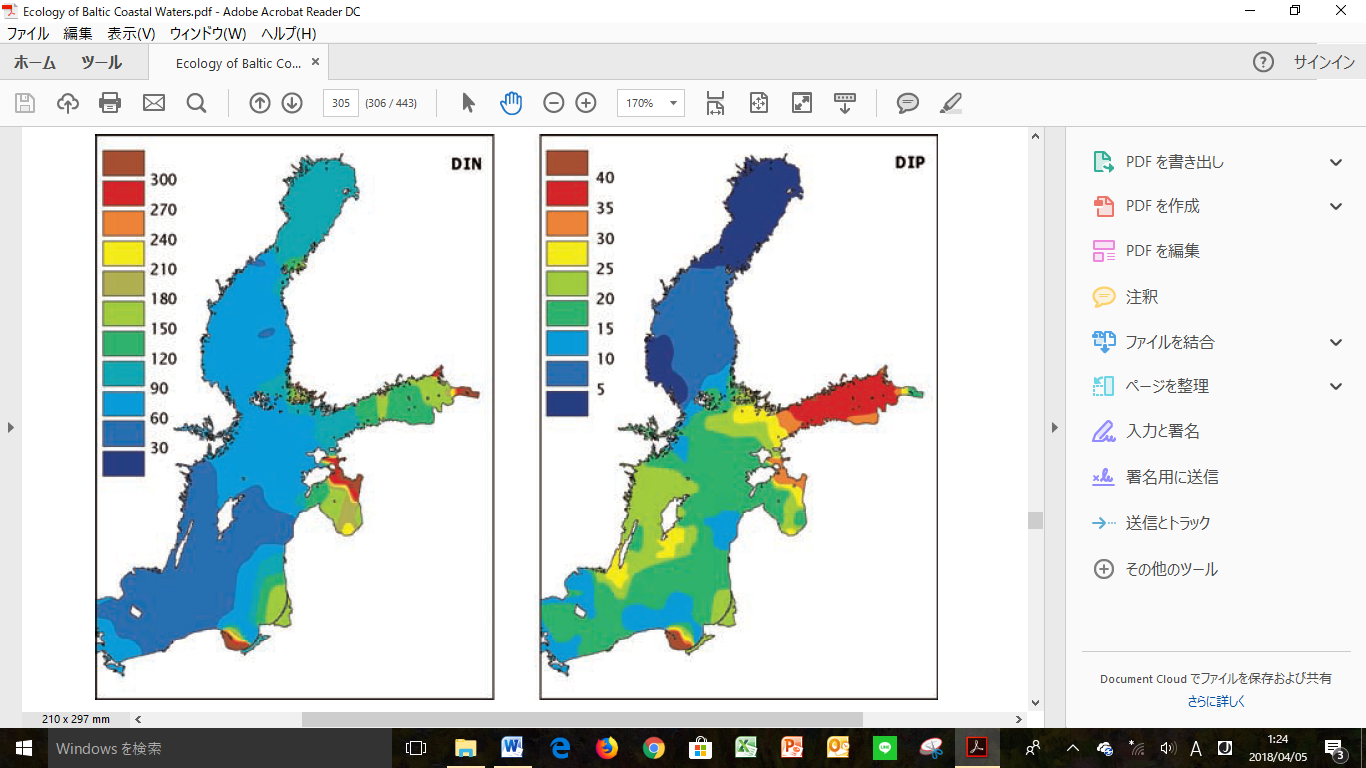 Ecology of Baltic Coastal Waters.pdf - Adobe Acrobat Reader DC
ファイル 編集 表示(V) ウィンドウ(W) ヘルプ(H)
ホーム ツール Ecology of Baltic Co... × サインイン
305 (306 / 443) 170%
DIN
300
270
240
210
180
150
120
90
60
30
DIP
40
35
30
25
20
15
10
5
PDF を書き出し
PDF を作成
PDF を編集
注釈
ファイルを結合
ページを整理
入力と署名
署名用に送信
送信とトラック
その他のツール
Document Cloud でファイルを保存および共有
さらに詳しく
210 x 297 mm
Windows を検索
A
1:24
2018/04/05
3